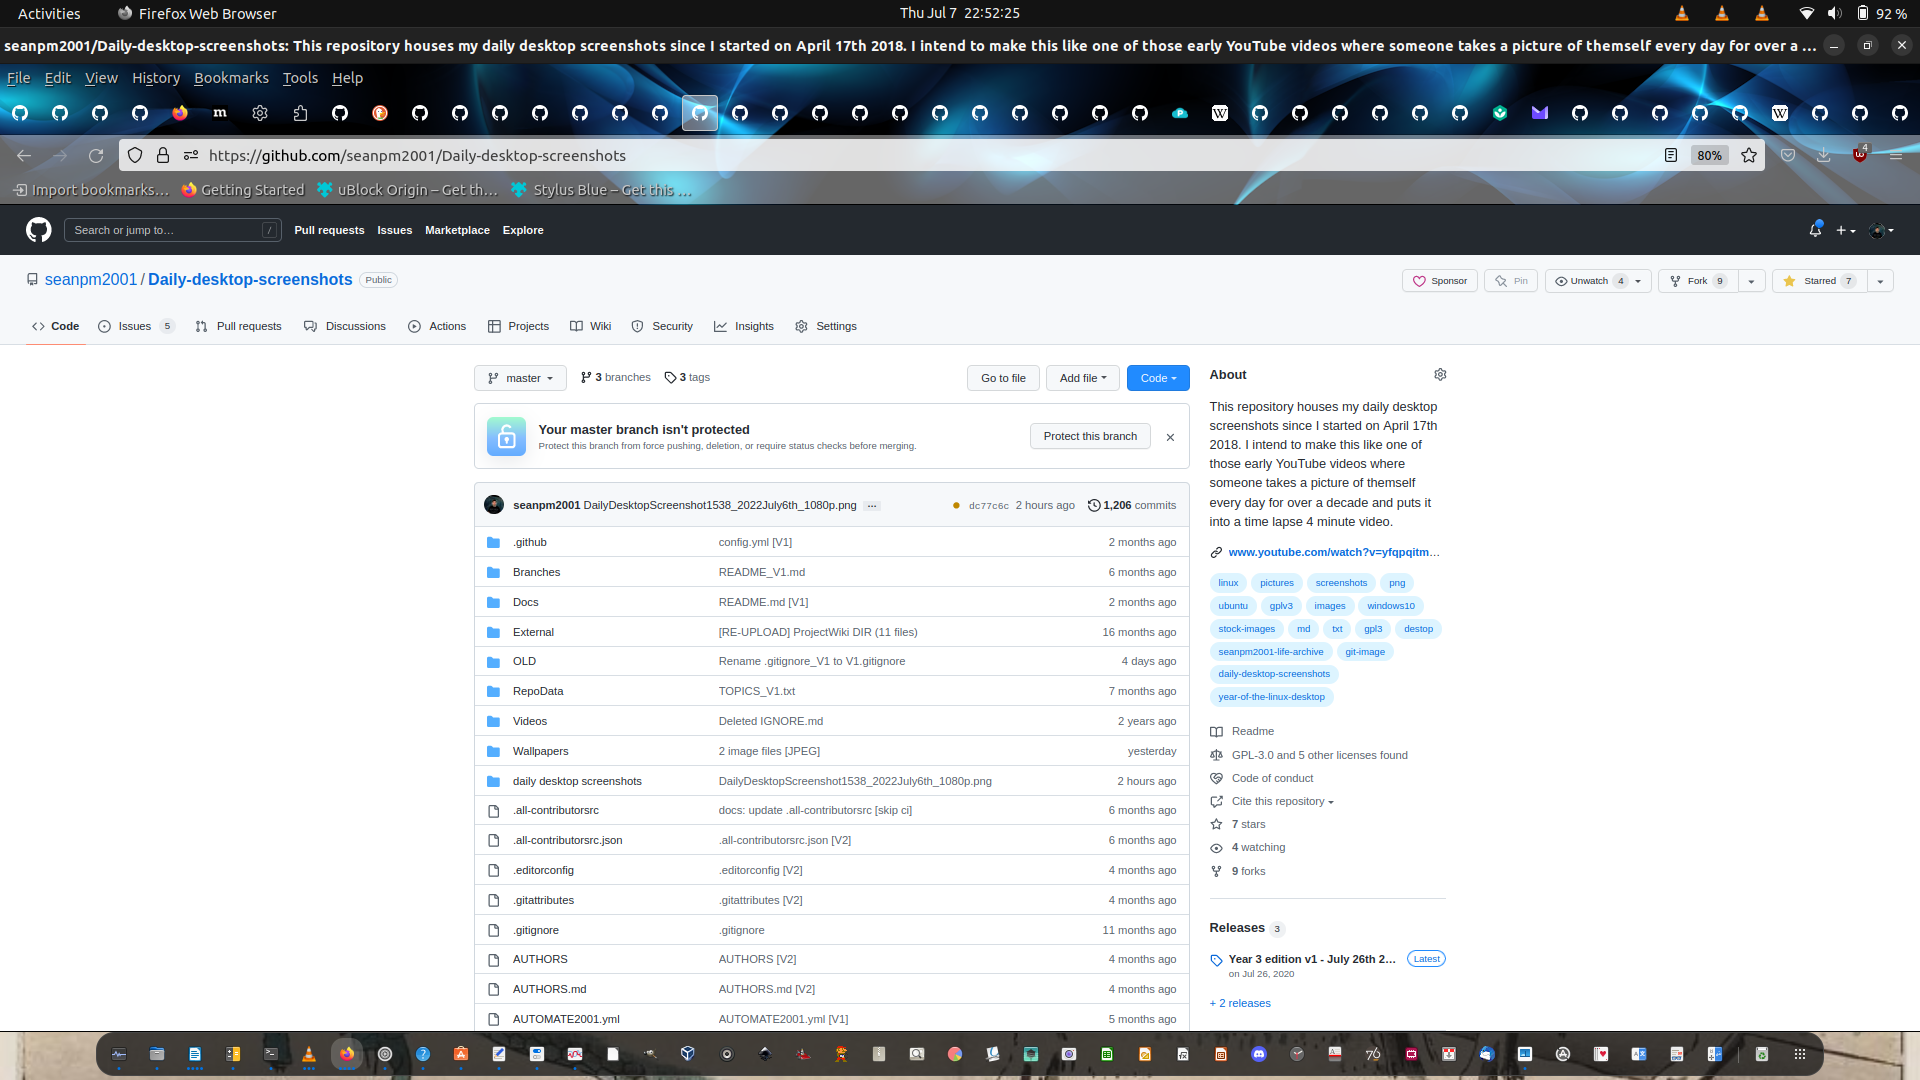 Activities
Firefox Web Browser
Thu Jul 7  22:52:25
92 %
seanpm2001/Daily-desktop-screenshots: This repository houses my daily desktop screenshots since I started on April 17th 2018. I intend to make this like one of those early YouTube videos where someone takes a picture of themself every day for over a ...
File Edit View History Bookmarks Tools Help
https://github.com/seanpm2001/Daily-desktop-screenshots
80%
4
Import bookmarks... Getting Started uBlock Origin – Get th... Stylus Blue – Get this ...
Search or jump to… /
Pull requests Issues Marketplace Explore
seanpm2001 / Daily-desktop-screenshots Public
Sponsor Pin Unwatch 4 Fork 9 Starred 7
Code Issues 5 Pull requests Discussions Actions Projects Wiki Security Insights Settings
master 3 branches 3 tags
Go to file Add file Code
Your master branch isn't protected
Protect this branch from force pushing, deletion, or require status checks before merging.
Protect this branch
seanpm2001 DailyDesktopScreenshot1538_2022July6th_1080p.png ... dc77c6c 2 hours ago 1,206 commits
.github config.yml [V1] 2 months ago
Branches README_V1.md 6 months ago
Docs README.md [V1] 2 months ago
External [RE-UPLOAD] ProjectWiki DIR (11 files) 16 months ago
OLD Rename .gitignore_V1 to V1.gitignore 4 days ago
RepoData TOPICS_V1.txt 7 months ago
Videos Deleted IGNORE.md 2 years ago
Wallpapers 2 image files [JPEG] yesterday
daily desktop screenshots DailyDesktopScreenshot1538_2022July6th_1080p.png 2 hours ago
.all-contributorsrc docs: update .all-contributorsrc [skip ci] 6 months ago
.all-contributorsrc.json .all-contributorsrc.json [V2] 6 months ago
.editorconfig .editorconfig [V2] 4 months ago
.gitattributes .gitattributes [V2] 4 months ago
.gitignore .gitignore 11 months ago
AUTHORS AUTHORS [V2] 4 months ago
AUTHORS.md AUTHORS.md [V2] 4 months ago
AUTOMATE2001.yml AUTOMATE2001.yml [V1] 5 months ago
About
This repository houses my daily desktop
screenshots since I started on April 17th
2018. I intend to make this like one of
those early YouTube videos where
someone takes a picture of themself
every day for over a decade and puts it
into a time lapse 4 minute video.
www.youtube.com/watch?v=yfqpqitm...
linux pictures screenshots png
ubuntu gplv3 images windows10
stock-images md txt gpl3 destop
seanpm2001-life-archive git-image
daily-desktop-screenshots
year-of-the-linux-desktop
Readme
GPL-3.0 and 5 other licenses found
Code of conduct
Cite this repository
7 stars
4 watching
9 forks
Releases 3
Year 3 edition v1 - July 26th 2... Latest
on Jul 26, 2020
+ 2 releases